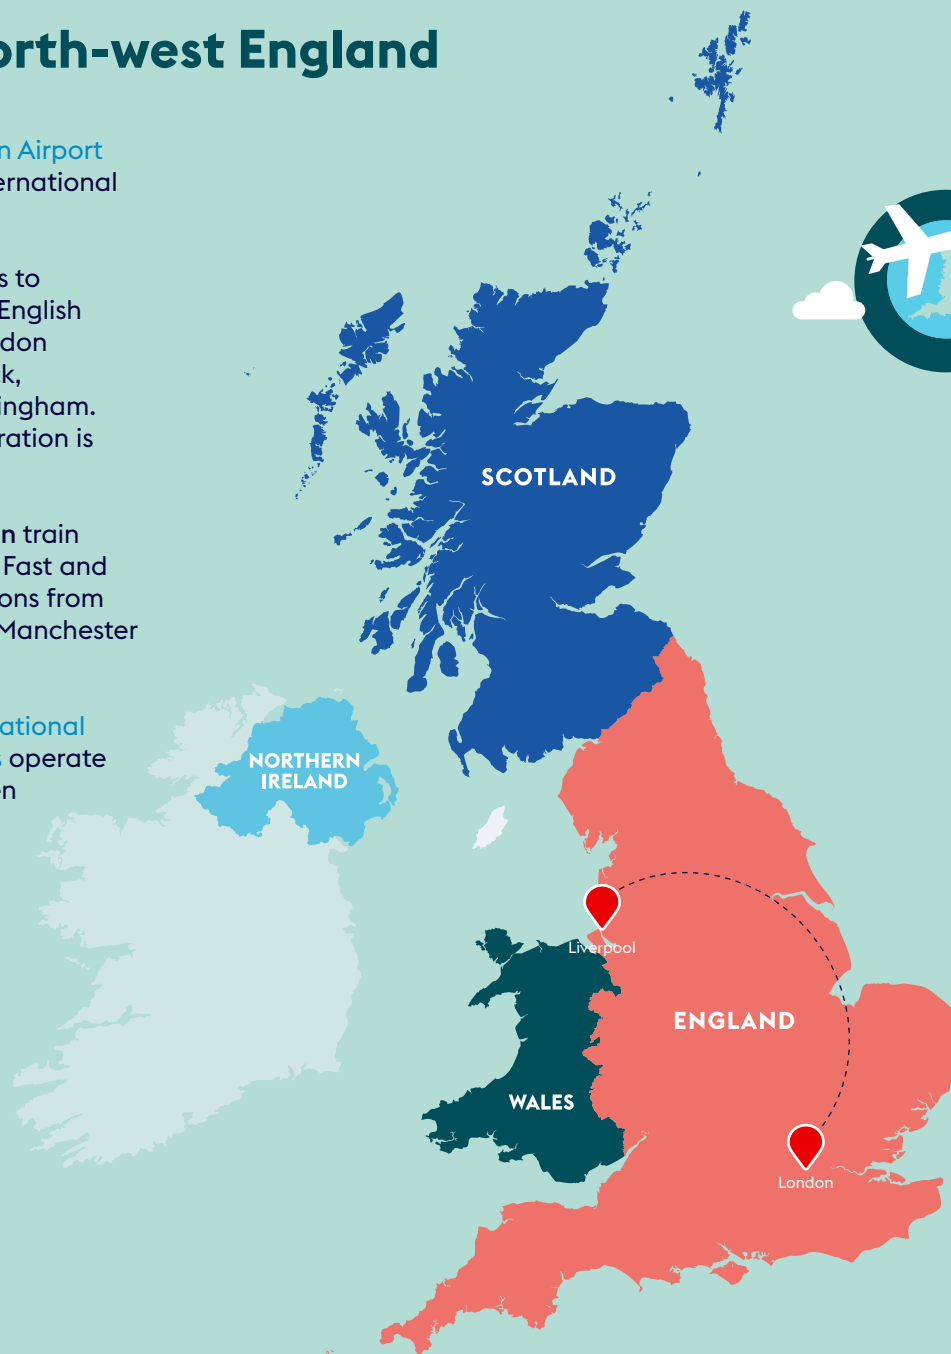 orth-west England
n Airport
ernational
s to
English
don
k,
ingham.
ration is
n train
Fast and
ons from
Manchester
ational
s operate
en
SCOTLAND
NORTHERN
IRELAND
Liverpool
ENGLAND
WALES
London